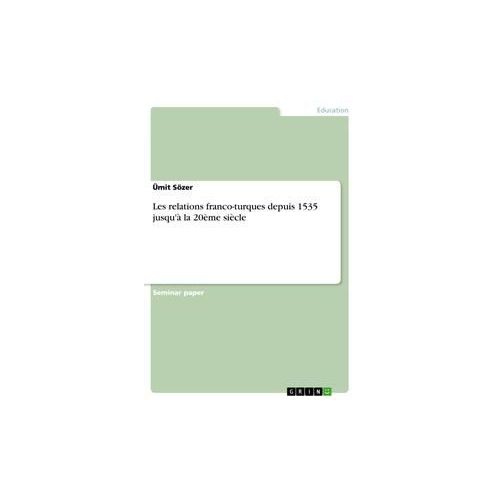 Education
Ümit Sözer
Les relations franco-turques depuis 1535
jusqu'à la 20ème siècle
Seminar paper
GRIN